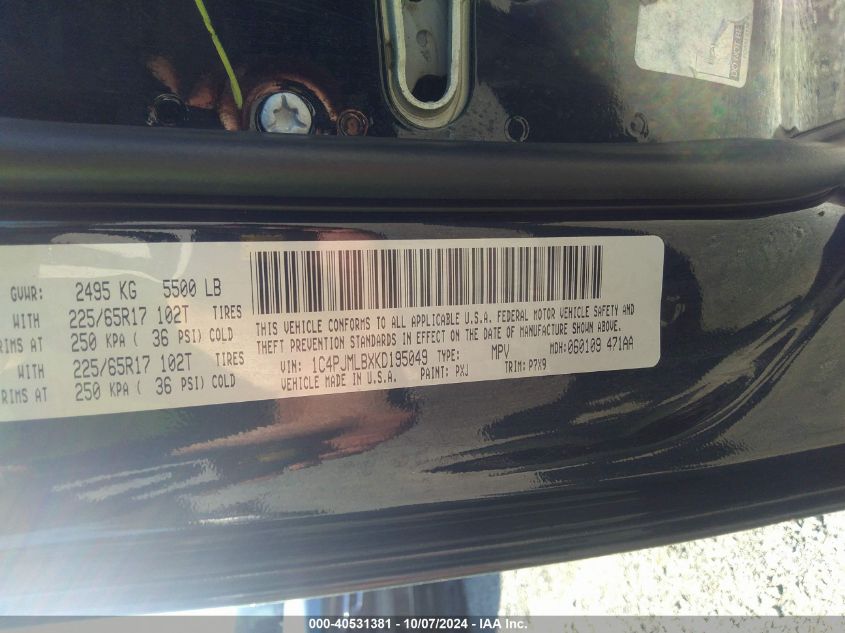 GVWR: 2495 KG 5500 LB
WITH 225/65R17 102T TIRES
RIMS AT 250 KPA ( 36 PSI) COLD
WITH 225/65R17 102T TIRES
RIMS AT 250 KPA ( 36 PSI) COLD
THIS VEHICLE CONFORMS TO ALL APPLICABLE U.S.A. FEDERAL MOTOR VEHICLE SAFETY AND
THEFT PREVENTION STANDARDS IN EFFECT ON THE DATE OF MANUFACTURE SHOWN ABOVE.
VIN: 1C4PJMLBXKD195049 TYPE: MPV MDH:060109 471AA
VEHICLE MADE IN U.S.A. PAINT: PXJ TRIM: P7X9
000-40531381 - 10/07/2024 - IAA Inc.